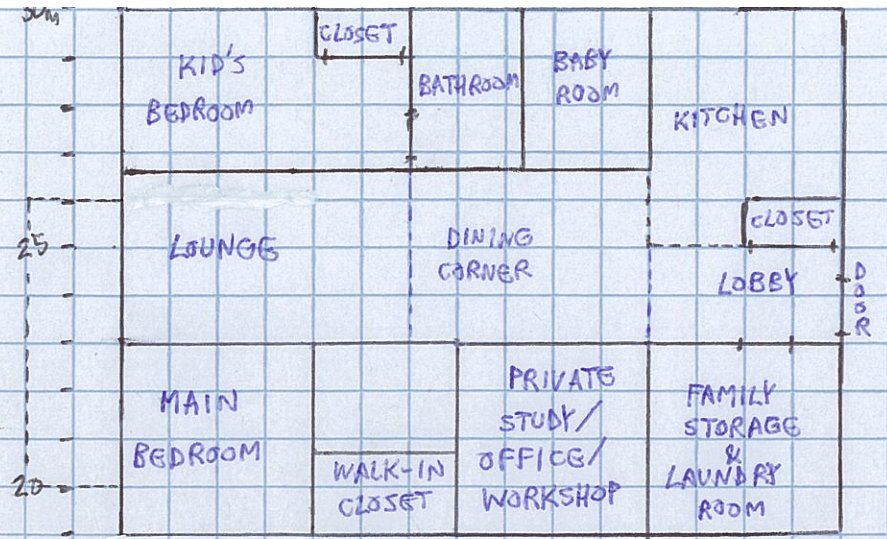 30M
CLOSET
KID'S
BEDROOM
BATHROOM
BABY
ROOM
KITCHEN
25
LOUNGE
DINING
CORNER
CLOSET
LOBBY
DOOR
MAIN
BEDROOM
WALK-IN
CLOSET
PRIVATE
STUDY/
OFFICE/
WORKSHOP
FAMILY
STORAGE
&
LAUNDRY
ROOM
20